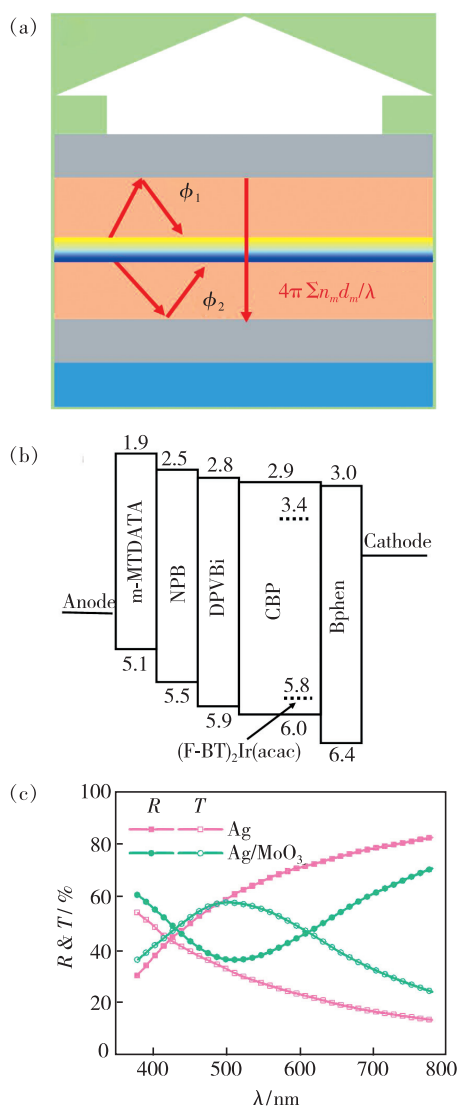 (a)
ϕ1
ϕ2
4π Σn_m d_m/λ
(b)
1.9
2.5
2.8
2.9
3.0
3.4
Cathode
m-MTDATA
NPB
DPVBi
CBP
Bphen
Anode
5.1
5.5
5.9
5.8
6.0
(F-BT)2Ir(acac)
6.4
(c)
100
80
60
40
20
0
R & T/%
R T
Ag
Ag/MoO3
400 500 600 700 800
λ/nm